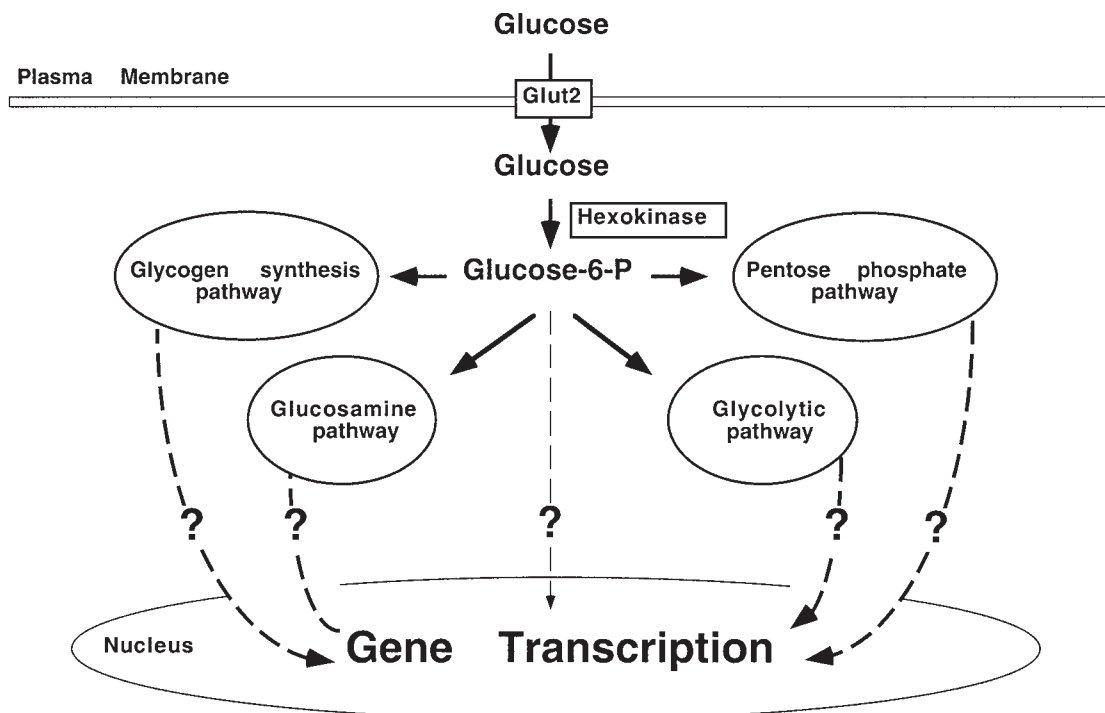 Glucose
Plasma Membrane
Glut2
Glucose
Hexokinase
Glycogen synthesis
pathway
Glucose-6-P
Pentose phosphate
pathway
Glucosamine
pathway
Glycolytic
pathway
? ? ? ? ?
Nucleus
Gene Transcription